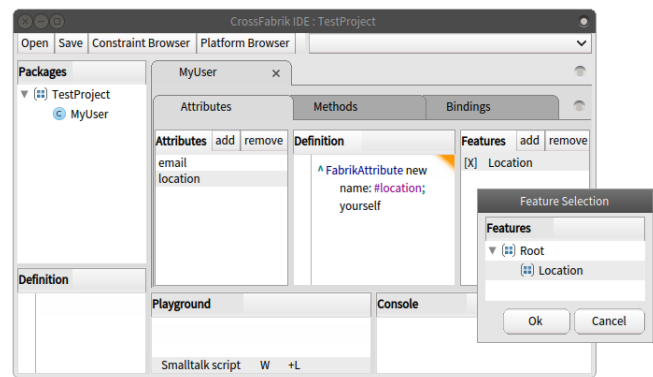 CrossFabrik IDE : TestProject
Open Save Constraint Browser Platform Browser
Packages
TestProject
C MyUser
MyUser ×
Attributes Methods Bindings
Attributes add remove
email
location
Definition
^ FabrikAttribute new
name: #location;
yourself
Features add remove
[X] Location
Feature Selection
Features
Root
Location
Ok Cancel
Definition
Playground
Smalltalk script W +L
Console